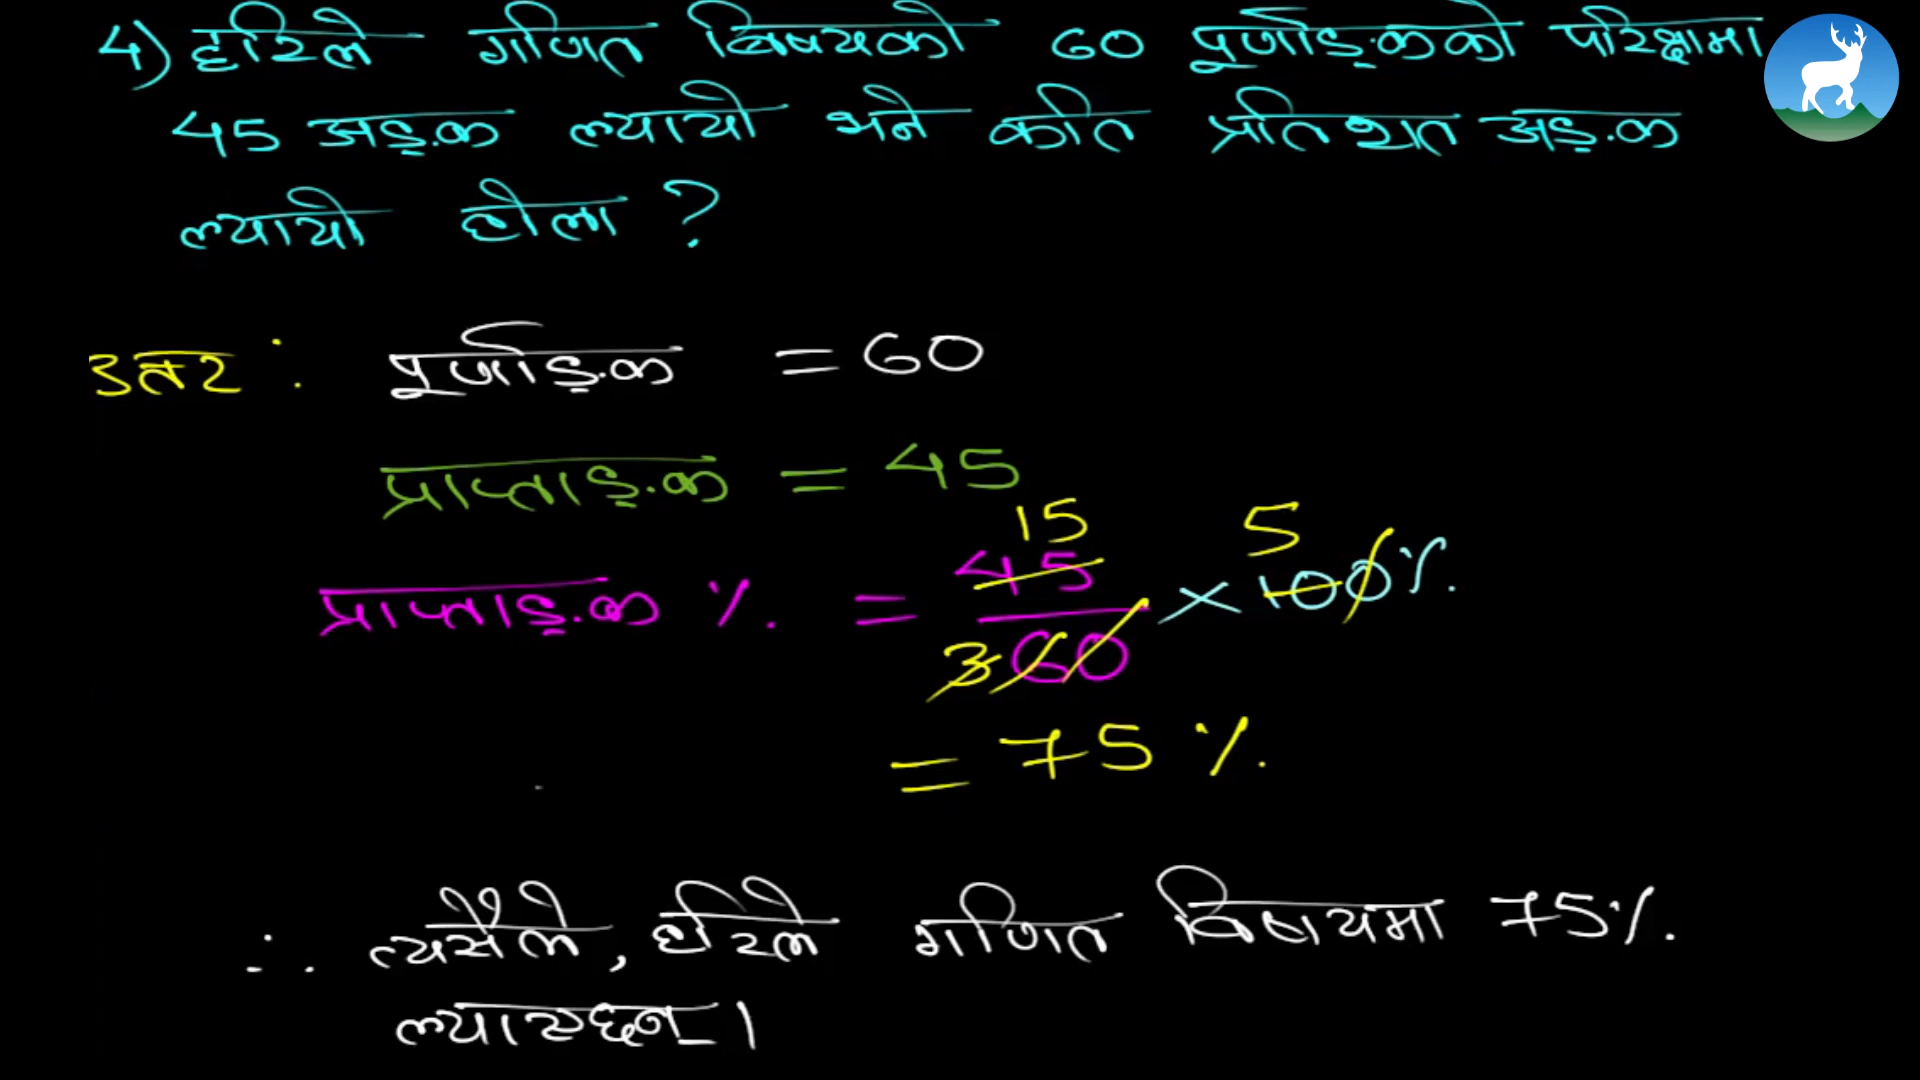 4) हरिले गणित बिषयको 60 पूर्णाङ्कको परिक्षामा
45 अङ्क ल्यायो भने कति प्रतिशत अङ्क
ल्यायो होला ?
उत्तर : पूर्णाङ्क = 60
प्राप्ताङ्क = 45
15 5
प्राप्ताङ्क % = 45/60 × 100%
3
= 75 %
∴ त्यसैले, हरिले गणित विषयमा 75%
ल्याएछन् ।